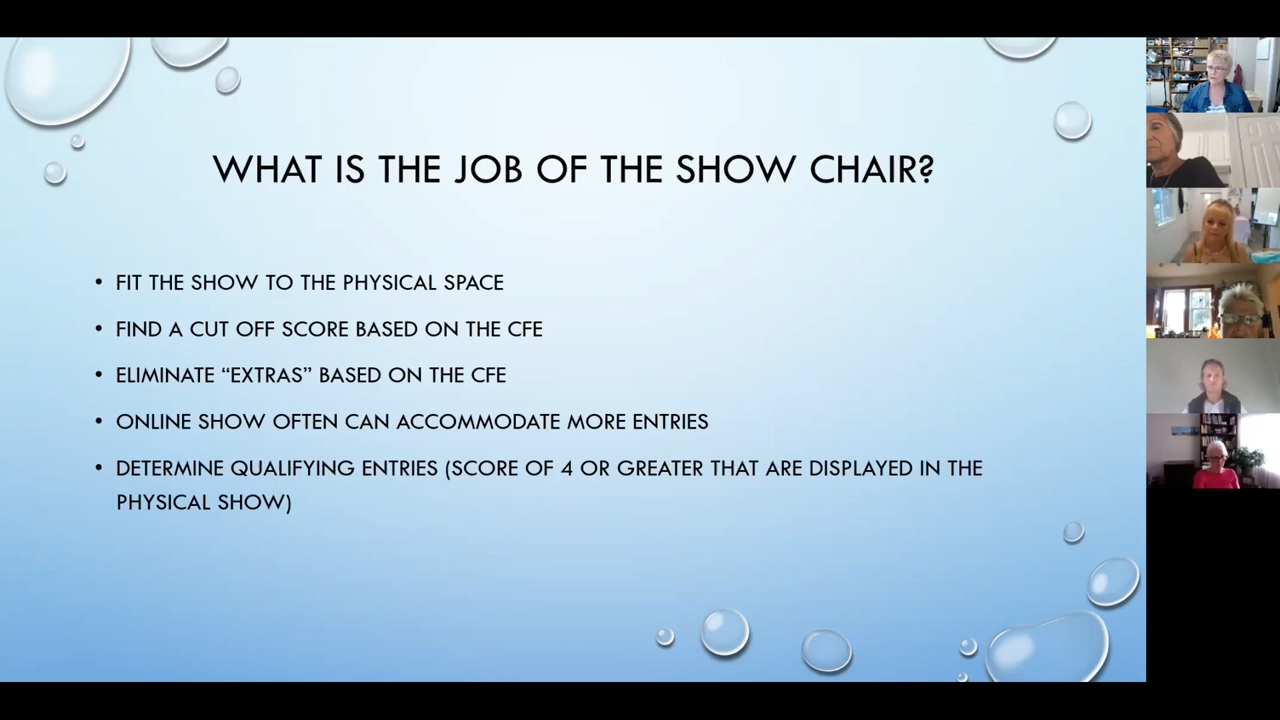 WHAT IS THE JOB OF THE SHOW CHAIR?
• FIT THE SHOW TO THE PHYSICAL SPACE
• FIND A CUT OFF SCORE BASED ON THE CFE
• ELIMINATE “EXTRAS” BASED ON THE CFE
• ONLINE SHOW OFTEN CAN ACCOMMODATE MORE ENTRIES
• DETERMINE QUALIFYING ENTRIES (SCORE OF 4 OR GREATER THAT ARE DISPLAYED IN THE
PHYSICAL SHOW)